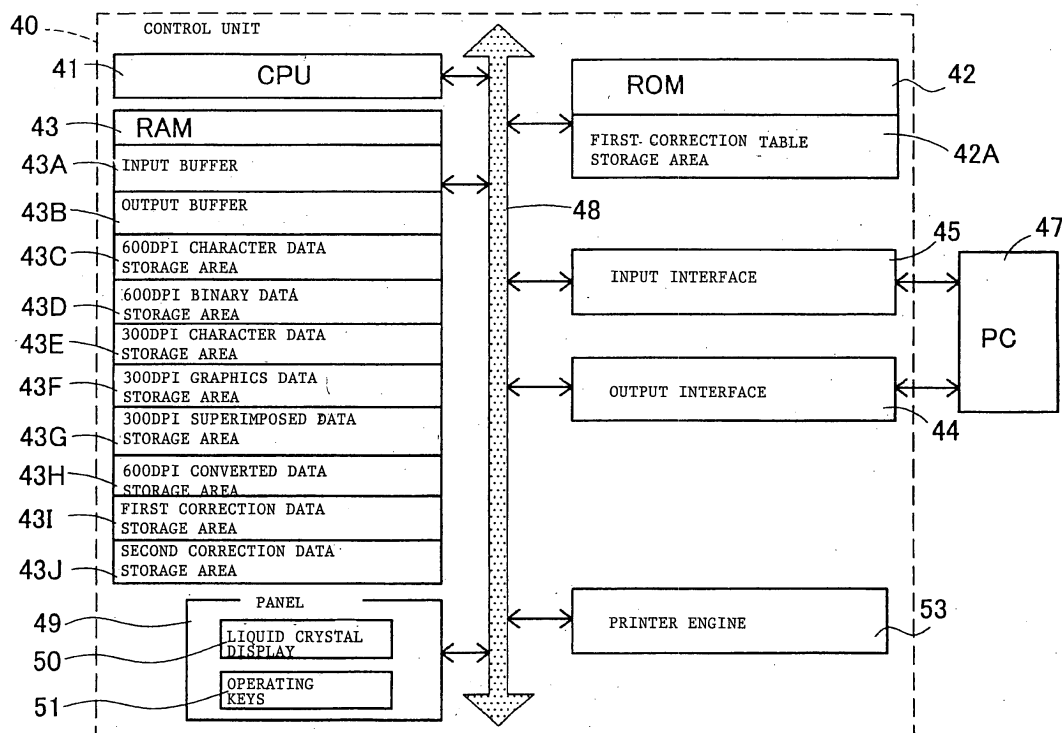 40
CONTROL UNIT
41
CPU
43
RAM
43A
INPUT BUFFER
43B
OUTPUT BUFFER
43C
600DPI CHARACTER DATA
STORAGE AREA
43D
600DPI BINARY DATA
STORAGE AREA
43E
300DPI CHARACTER DATA
STORAGE AREA
43F
300DPI GRAPHICS DATA
STORAGE AREA
43G
300DPI SUPERIMPOSED DATA
STORAGE AREA
43H
600DPI CONVERTED DATA
STORAGE AREA
43I
FIRST CORRECTION DATA
STORAGE AREA
43J
SECOND CORRECTION DATA
STORAGE AREA
49
PANEL
50
LIQUID CRYSTAL
DISPLAY
51
OPERATING
KEYS
48
ROM
42
FIRST CORRECTION TABLE
STORAGE AREA
42A
INPUT INTERFACE
45
OUTPUT INTERFACE
44
47
PC
PRINTER ENGINE
53